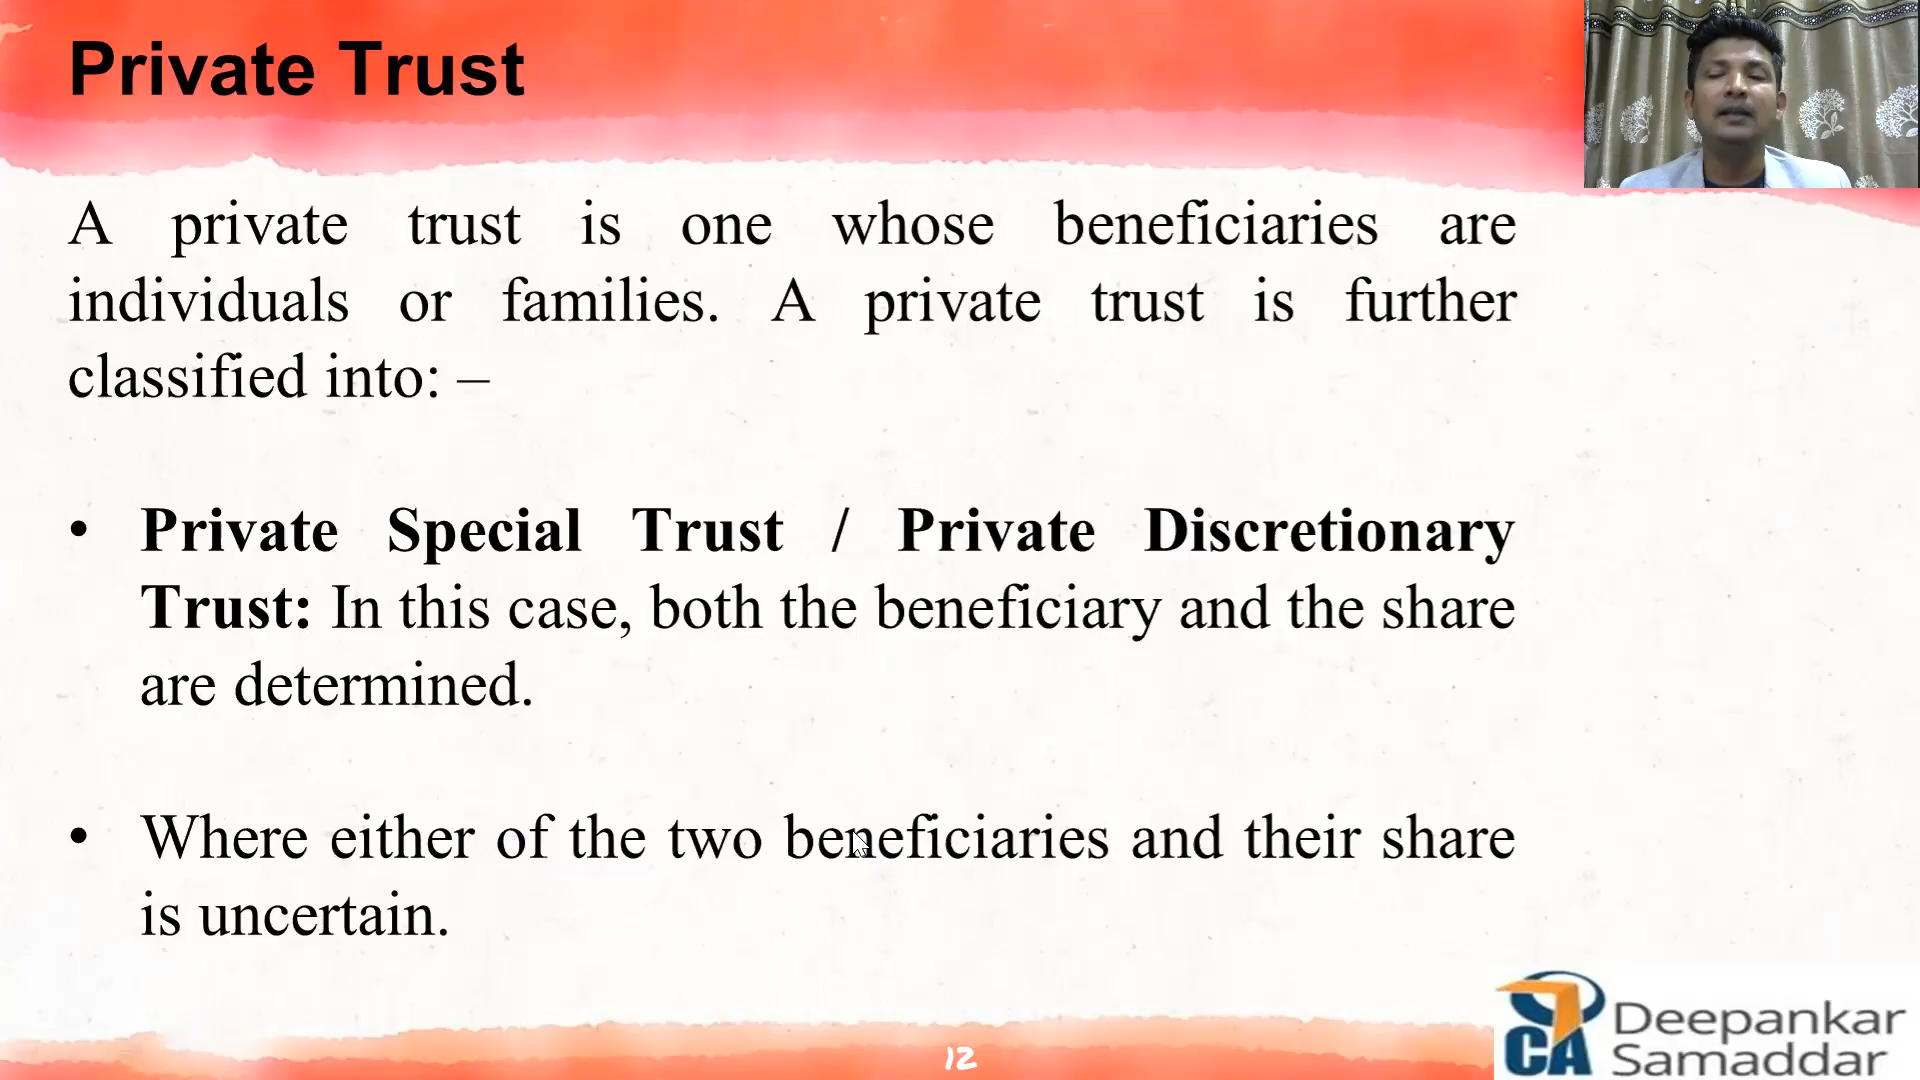 Private Trust
A private trust is one whose beneficiaries are
individuals or families. A private trust is further
classified into: –
• Private Special Trust / Private Discretionary
Trust: In this case, both the beneficiary and the share
are determined.
• Where either of the two beneficiaries and their share
is uncertain.
12
CA
Deepankar
Samaddar